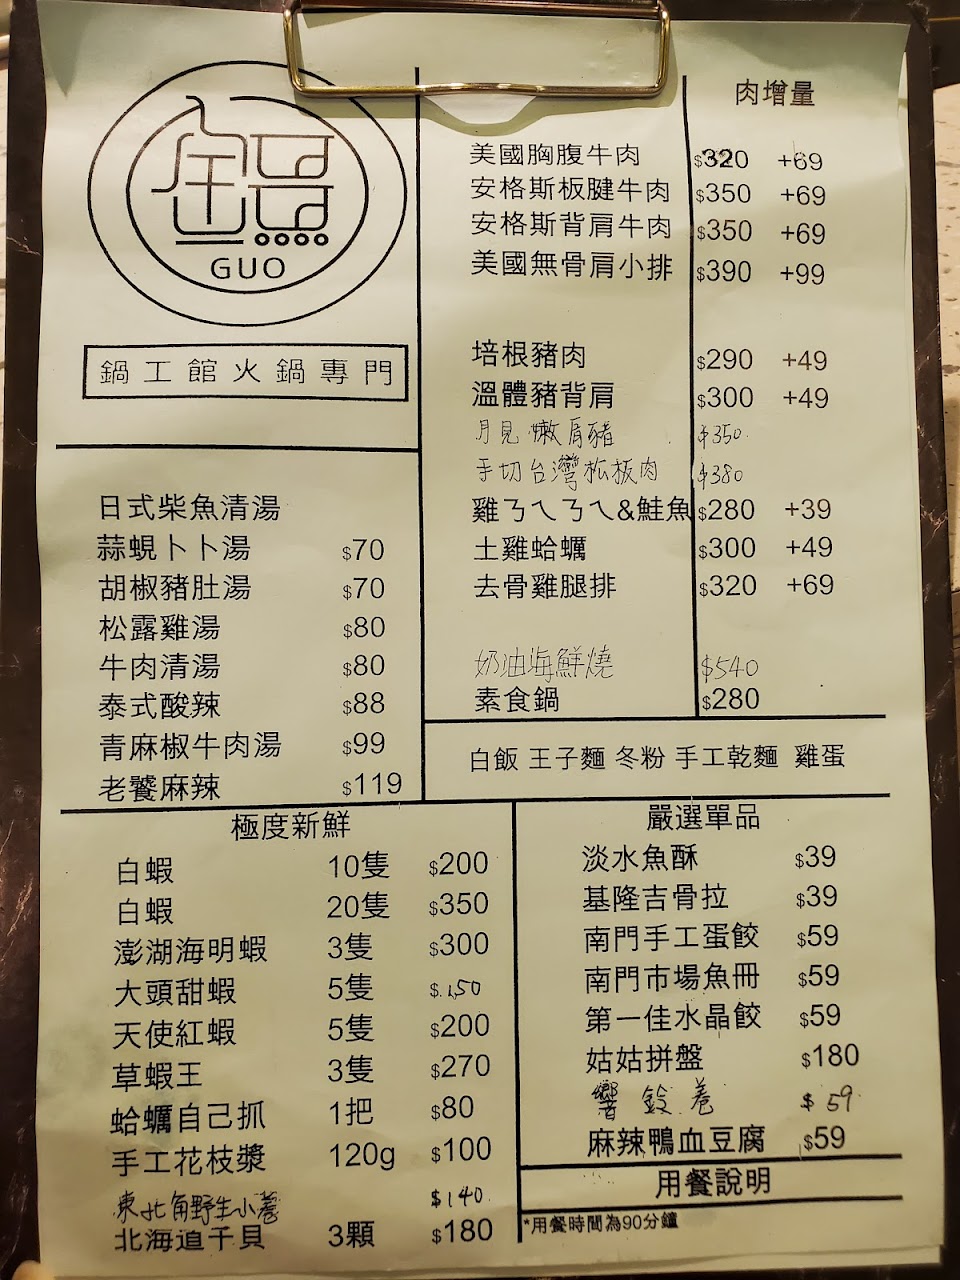 鍋
GUO
鍋工館火鍋專門
日式柴魚清湯
蒜蜆卜卜湯 $70
胡椒豬肚湯 $70
松露雞湯 $80
牛肉清湯 $80
泰式酸辣 $88
青麻椒牛肉湯 $99
老饕麻辣 $119
肉增量
美國胸腹牛肉 $320 +69
安格斯板腱牛肉 $350 +69
安格斯背肩牛肉 $350 +69
美國無骨肩小排 $390 +99
培根豬肉 $290 +49
溫體豬背肩 $300 +49
月見嫩肩豬 $350
手切台灣松板肉 $380
雞ㄋㄟㄋㄟ&鮭魚 $280 +39
土雞蛤蠣 $300 +49
去骨雞腿排 $320 +69
奶油海鮮燒 $540
素食鍋 $280
白飯 王子麵 冬粉 手工乾麵 雞蛋
極度新鮮
白蝦 10隻 $200
白蝦 20隻 $350
澎湖海明蝦 3隻 $300
大頭甜蝦 5隻 $150
天使紅蝦 5隻 $200
草蝦王 3隻 $270
蛤蠣自己抓 1把 $80
手工花枝漿 120g $100
東北角野生小卷 $140
北海道干貝 3顆 $180
嚴選單品
淡水魚酥 $39
基隆吉骨拉 $39
南門手工蛋餃 $59
南門市場魚冊 $59
第一佳水晶餃 $59
姑姑拼盤 $180
響鈴卷 $59
麻辣鴨血豆腐 $59
用餐說明
*用餐時間為90分鐘